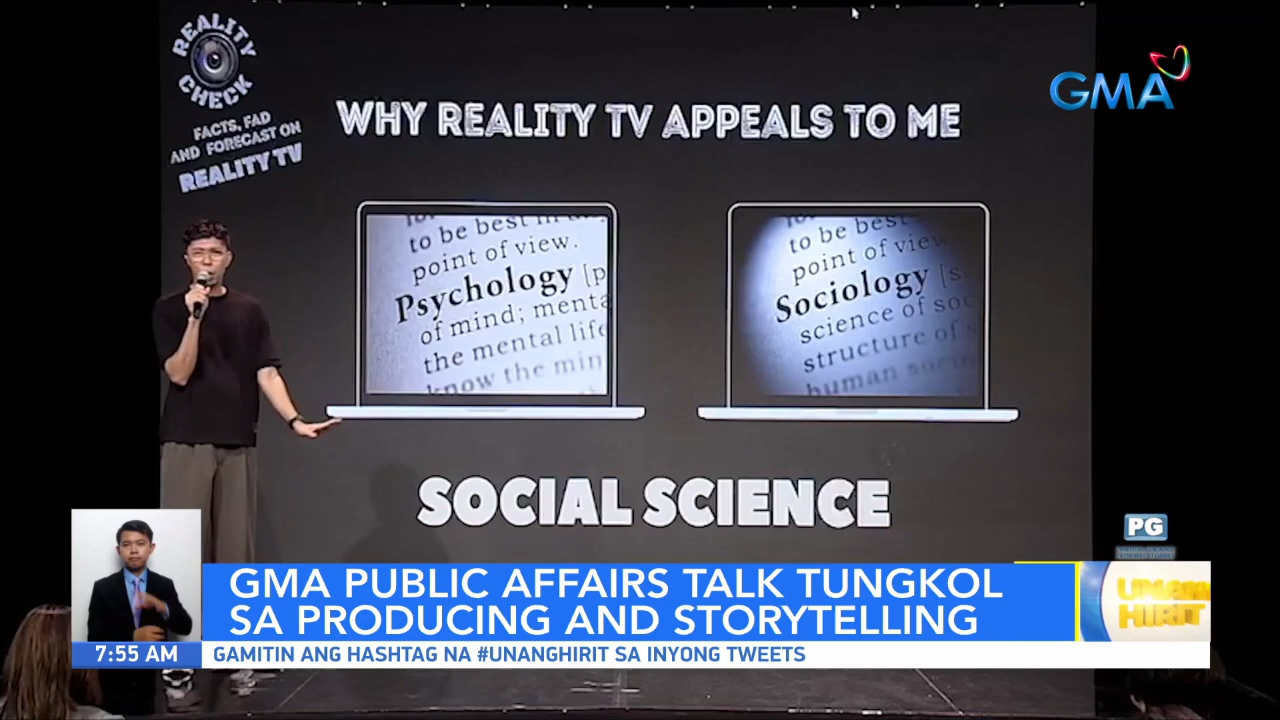 REALITY
CHECK
FACTS, FAD
AND FORECAST ON
REALITY TV
WHY REALITY TV APPEALS TO ME
GMA
to be best in
point of view.
Psychology [p
of mind; menta
the mental life
know the min
to be best
point of view
Sociology [s
science of soc
structure of s
human socie
SOCIAL SCIENCE
PG
GMA PUBLIC AFFAIRS TALK TUNGKOL
SA PRODUCING AND STORYTELLING
UNANG
HIRIT
7:55 AM
GAMITIN ANG HASHTAG NA #UNANGHIRIT SA INYONG TWEETS